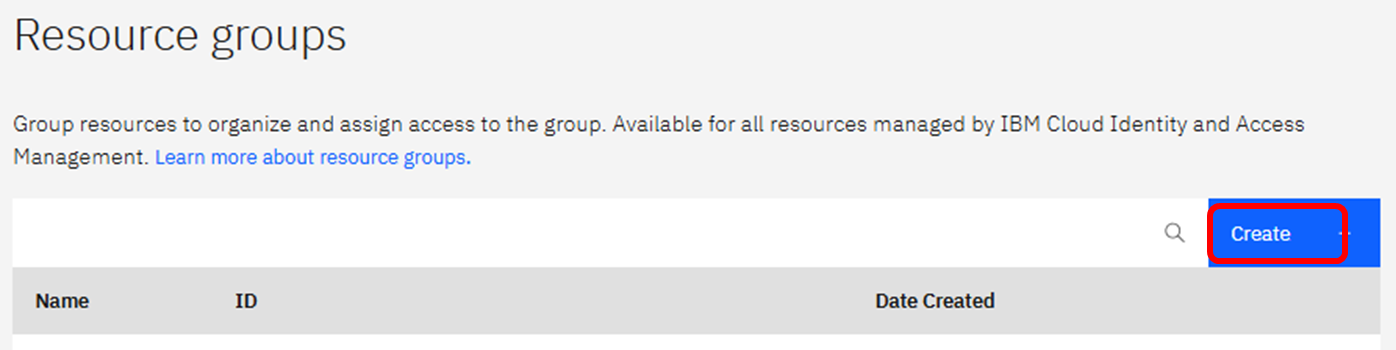 Resource groups
Group resources to organize and assign access to the group. Available for all resources managed by IBM Cloud Identity and Access
Management. Learn more about resource groups.
Create
Name ID Date Created